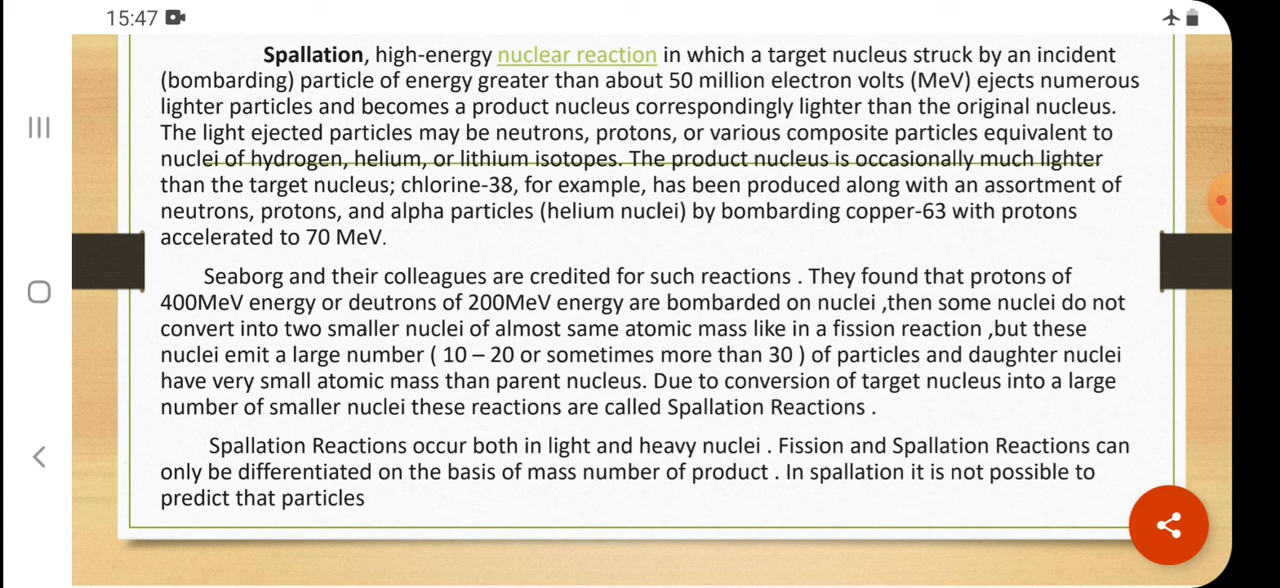 15:47
Spallation, high-energy nuclear reaction in which a target nucleus struck by an incident
(bombarding) particle of energy greater than about 50 million electron volts (MeV) ejects numerous
lighter particles and becomes a product nucleus correspondingly lighter than the original nucleus.
The light ejected particles may be neutrons, protons, or various composite particles equivalent to
nuclei of hydrogen, helium, or lithium isotopes. The product nucleus is occasionally much lighter
than the target nucleus; chlorine-38, for example, has been produced along with an assortment of
neutrons, protons, and alpha particles (helium nuclei) by bombarding copper-63 with protons
accelerated to 70 MeV.
Seaborg and their colleagues are credited for such reactions . They found that protons of
400MeV energy or deutrons of 200MeV energy are bombarded on nuclei ,then some nuclei do not
convert into two smaller nuclei of almost same atomic mass like in a fission reaction ,but these
nuclei emit a large number ( 10 – 20 or sometimes more than 30 ) of particles and daughter nuclei
have very small atomic mass than parent nucleus. Due to conversion of target nucleus into a large
number of smaller nuclei these reactions are called Spallation Reactions .
Spallation Reactions occur both in light and heavy nuclei . Fission and Spallation Reactions can
only be differentiated on the basis of mass number of product . In spallation it is not possible to
predict that particles